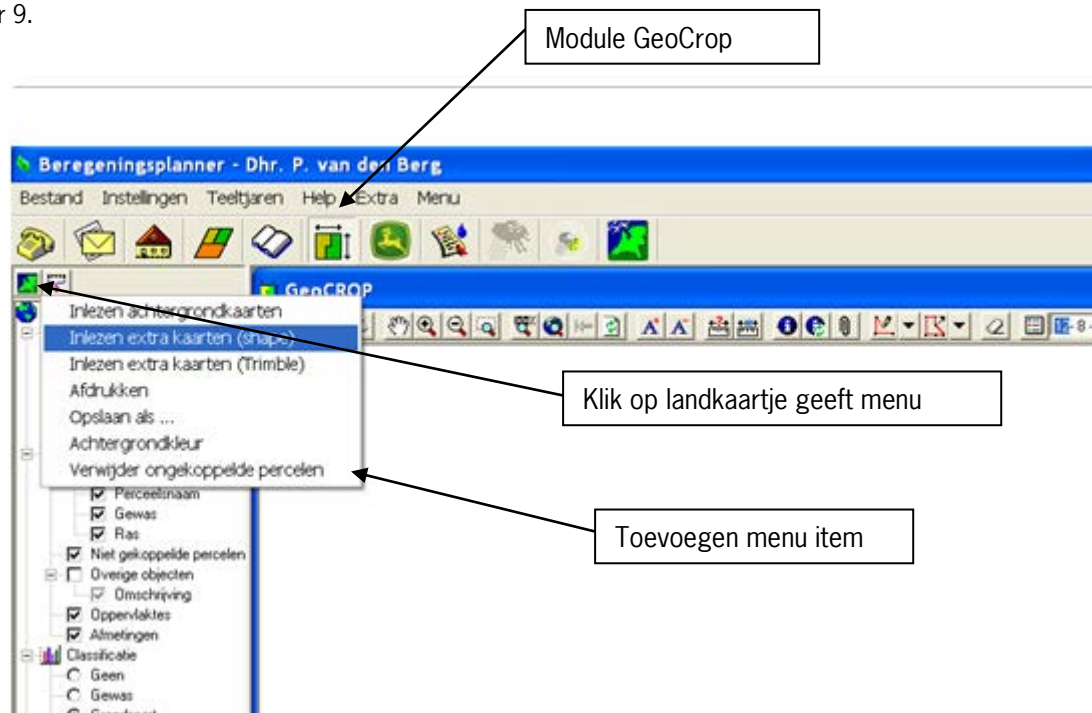 r 9.
Module GeoCrop
Beregeningsplanner - Dhr. P. van den Berg
Bestand Instellingen Teeltjaren Help Extra Menu
GeoCROP
Inlezen achtergrondkaarten
Inlezen extra kaarten (shape)
Inlezen extra kaarten (Trimble)
Afdrukken
Opslaan als ...
Achtergrondkleur
Verwijder ongekoppelde percelen
Klik op landkaartje geeft menu
Toevoegen menu item
Perceelsnaam
Gewas
Ras
Niet gekoppelde percelen
Overige objecten
Omschrijving
Oppervlaktes
Afmetingen
Classificatie
Geen
Gewas